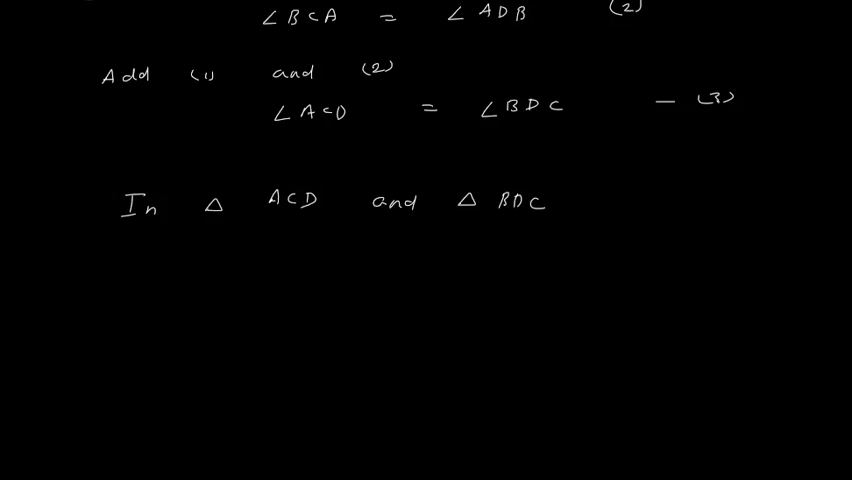 ∠BCA = ∠ADB (2)
Add (1) and (2)
∠ACD = ∠BDC — (3)
In △ ACD and △ BDC